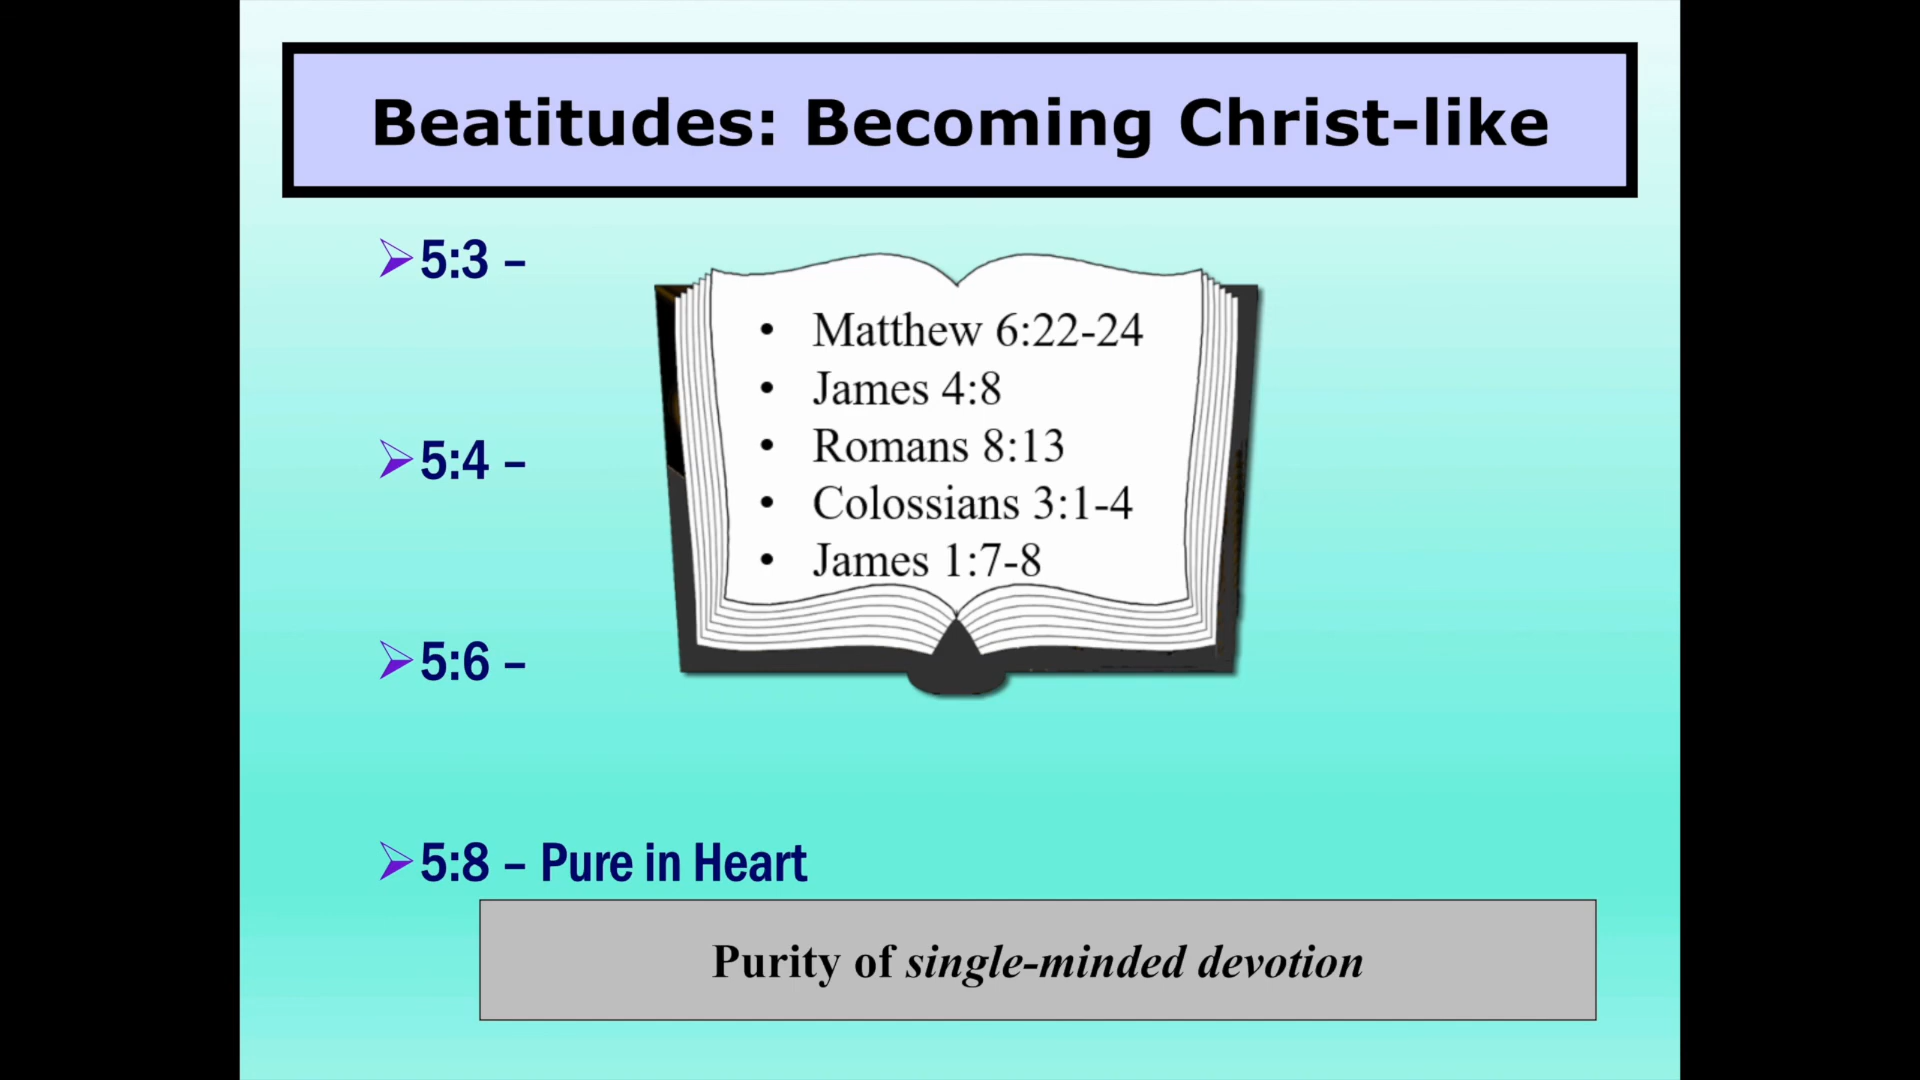 Beatitudes: Becoming Christ-like
➢5:3 –
• Matthew 6:22-24
• James 4:8
• Romans 8:13
• Colossians 3:1-4
• James 1:7-8
➢5:4 –
➢5:6 –
➢5:8 – Pure in Heart
Purity of single-minded devotion